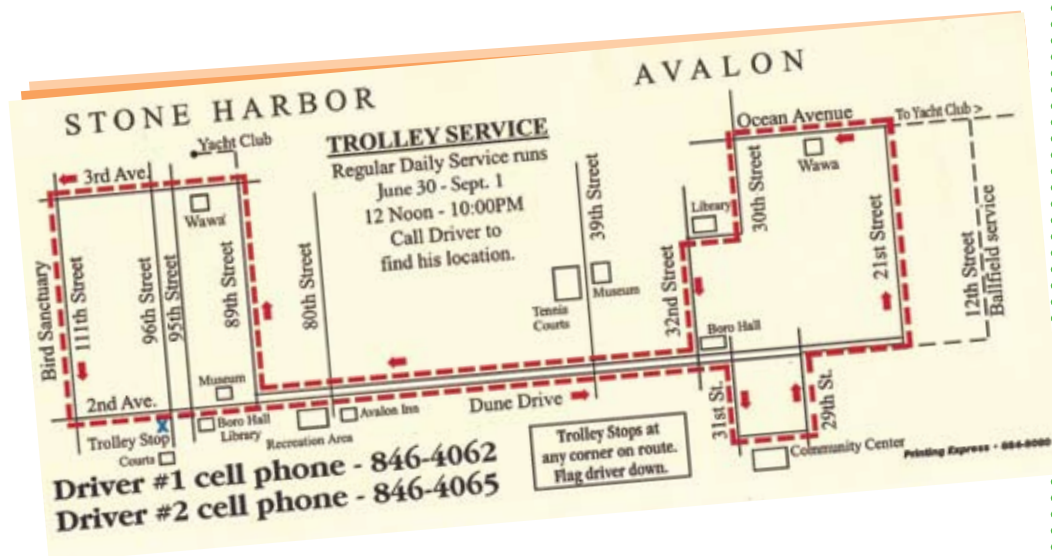 STONE HARBOR
AVALON
TROLLEY SERVICE
Regular Daily Service runs
June 30 - Sept. 1
12 Noon - 10:00PM
Call Driver to
find his location.
Yacht Club
3rd Ave.
Wawa
Bird Sanctuary
111th Street
96th Street
95th Street
89th Street
80th Street
39th Street
Museum
Tennis
Courts
32nd Street
Library
30th Street
Ocean Avenue
Wawa
To Yacht Club >
21st Street
12th Street
Ballfield service
Boro Hall
2nd Ave.
Museum
Trolley Stop
X
Courts
Boro Hall
Library
Recreation Area
Avalon Inn
Dune Drive
31st St.
29th St.
Community Center
Trolley Stops at
any corner on route.
Flag driver down.
Driver #1 cell phone - 846-4062
Driver #2 cell phone - 846-4065
Printing Express